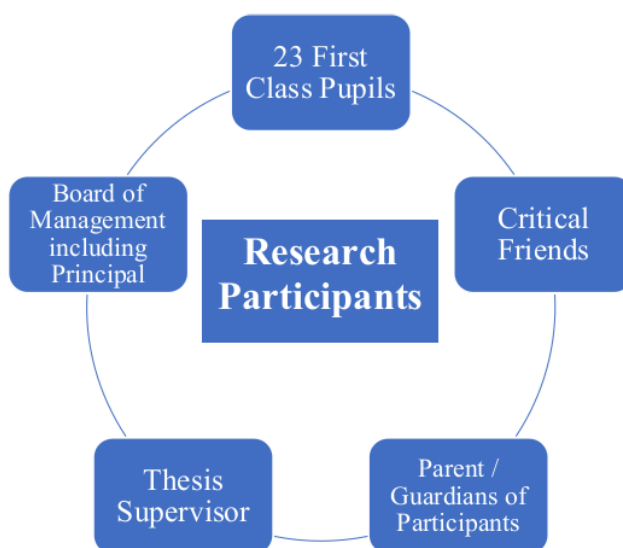 23 First
Class Pupils
Board of
Management
including
Principal
Critical
Friends
Research
Participants
Thesis
Supervisor
Parent /
Guardians of
Participants